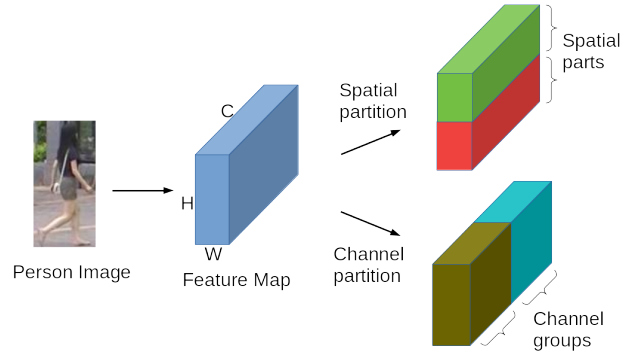 Person Image
C
H
W
Feature Map
Spatial
partition
Channel
partition
Spatial
parts
Channel
groups